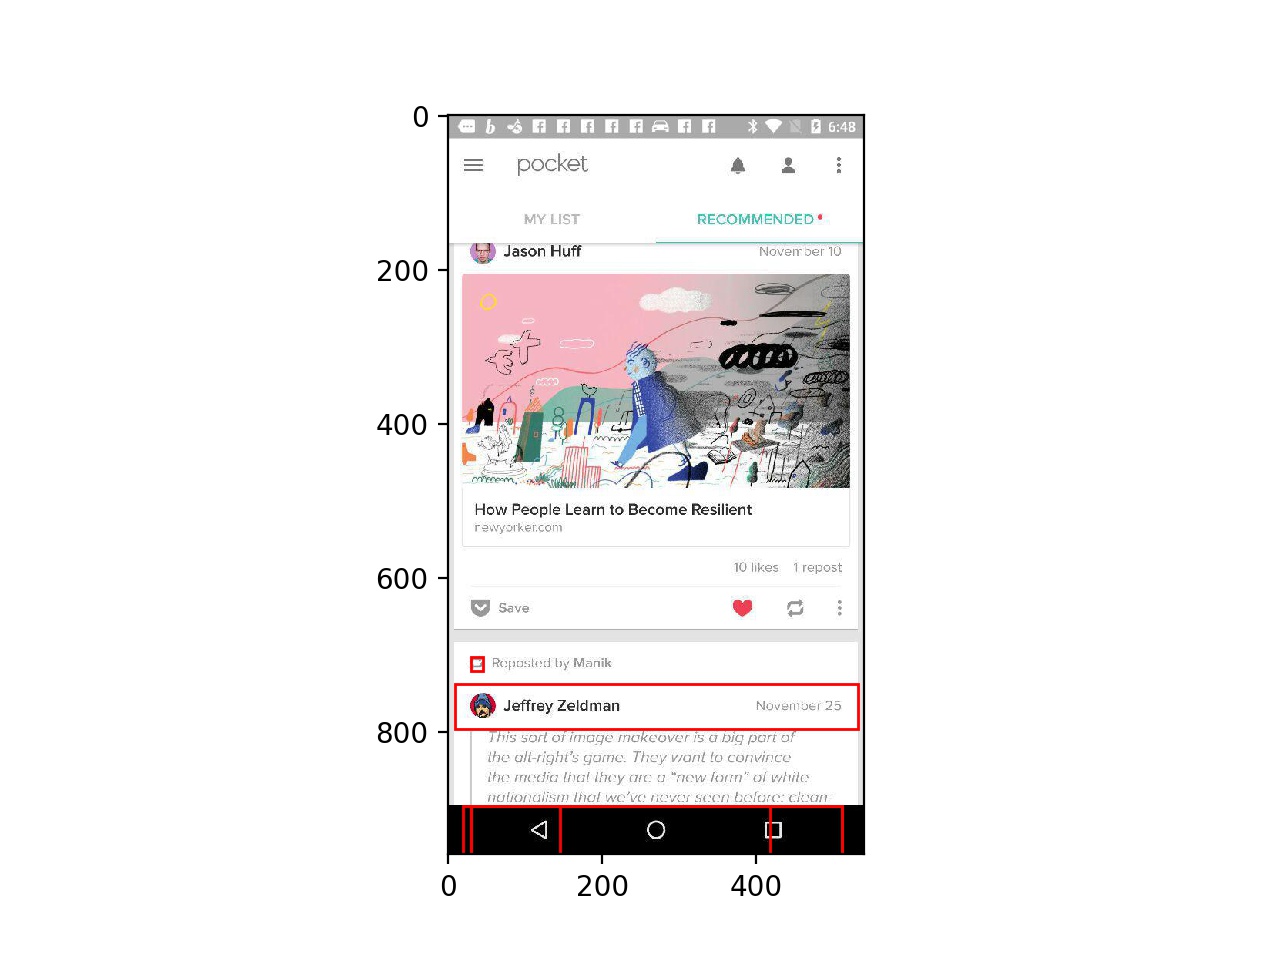 0
6:48
pocket
MY LIST
RECOMMENDED
Jason Huff
November 10
200
400
How People Learn to Become Resilient
newyorker.com
10 likes 1 repost
600
Save
Reposted by Manik
Jeffrey Zeldman
November 25
800
This sort of image makeover is a big part of
the alt-right's game. They want to convince
the media that they are a "new form" of white
nationalism that we've never seen before: clean
0
200
400